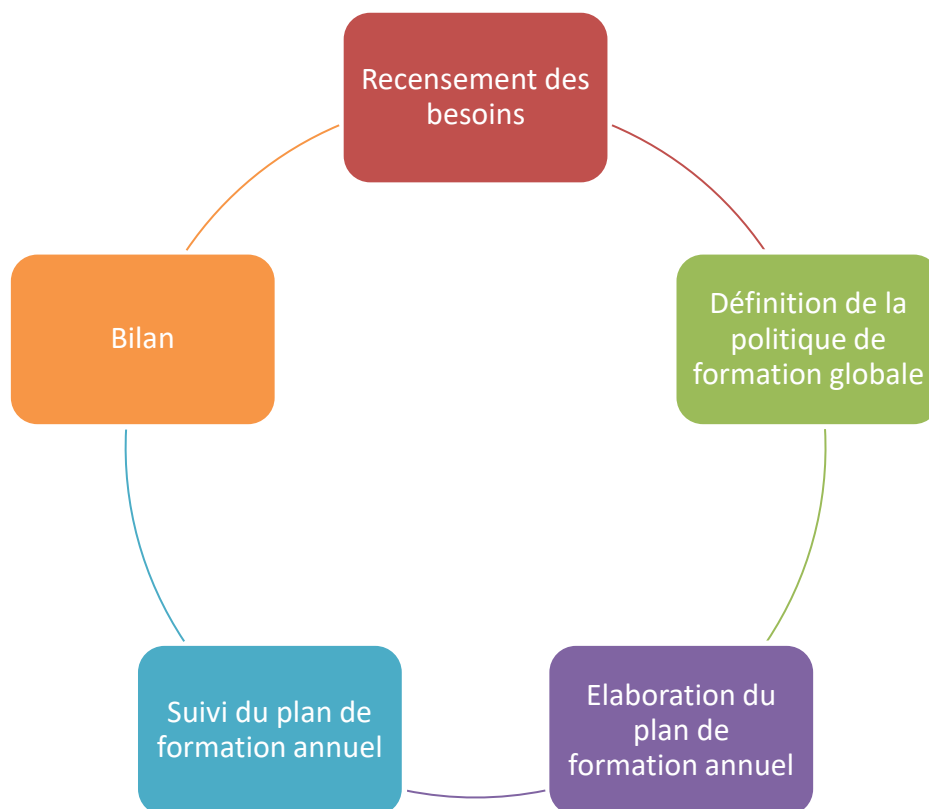 Recensement des
besoins
Définition de la
politique de
formation globale
Elaboration du
plan de
formation annuel
Suivi du plan de
formation annuel
Bilan